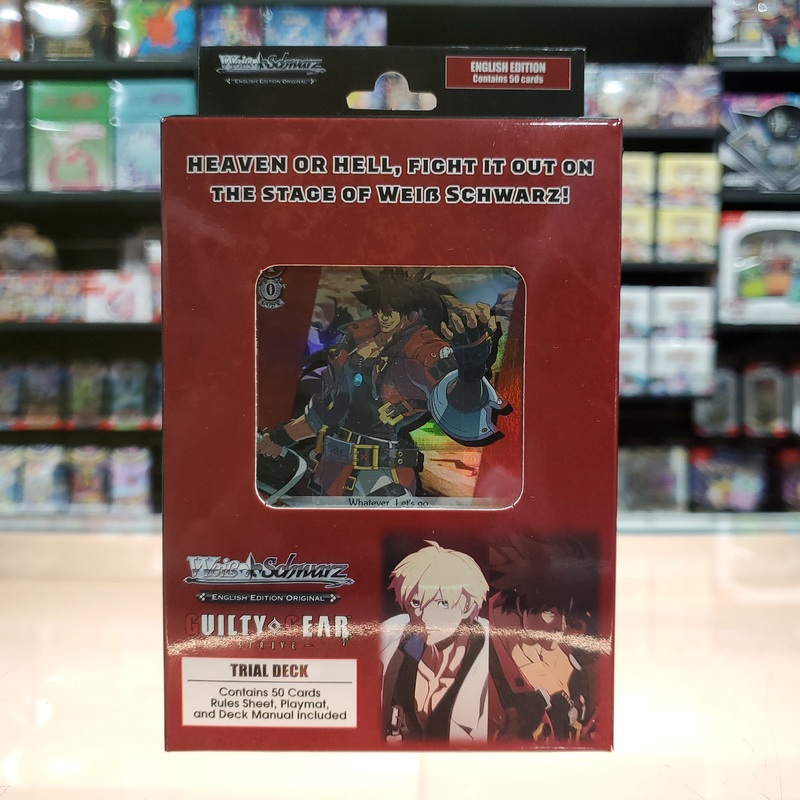 Weiß Schwarz
ENGLISH EDITION ORIGINAL
ENGLISH EDITION
Contains 50 cards
HEAVEN OR HELL, FIGHT IT OUT ON
THE STAGE OF WEIß SCHWARZ!
0
Whatever. Let's go.
Weiß Schwarz
ENGLISH EDITION ORIGINAL
GUILTY GEAR
STRIVE
TRIAL DECK
Contains 50 Cards
Rules Sheet, Playmat,
and Deck Manual included